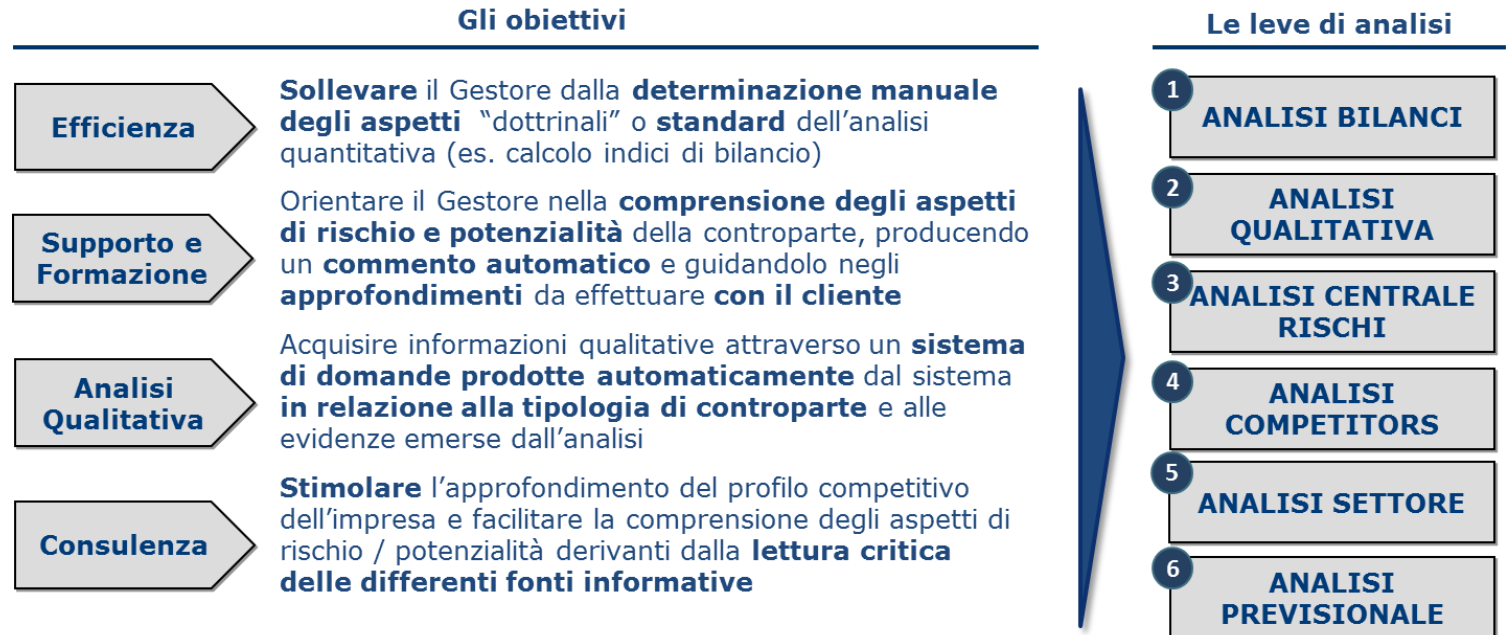 Gli obiettivi
Efficienza
Sollevare il Gestore dalla determinazione manuale
degli aspetti “dottrinali” o standard dell’analisi
quantitativa (es. calcolo indici di bilancio)
Supporto e
Formazione
Orientare il Gestore nella comprensione degli aspetti
di rischio e potenzialità della controparte, producendo
un commento automatico e guidandolo negli
approfondimenti da effettuare con il cliente
Analisi
Qualitativa
Acquisire informazioni qualitative attraverso un sistema
di domande prodotte automaticamente dal sistema
in relazione alla tipologia di controparte e alle
evidenze emerse dall’analisi
Consulenza
Stimolare l’approfondimento del profilo competitivo
dell’impresa e facilitare la comprensione degli aspetti di
rischio / potenzialità derivanti dalla lettura critica
delle differenti fonti informative
Le leve di analisi
1
ANALISI BILANCI
2
ANALISI
QUALITATIVA
3
ANALISI CENTRALE
RISCHI
4
ANALISI
COMPETITORS
5
ANALISI SETTORE
6
ANALISI
PREVISIONALE